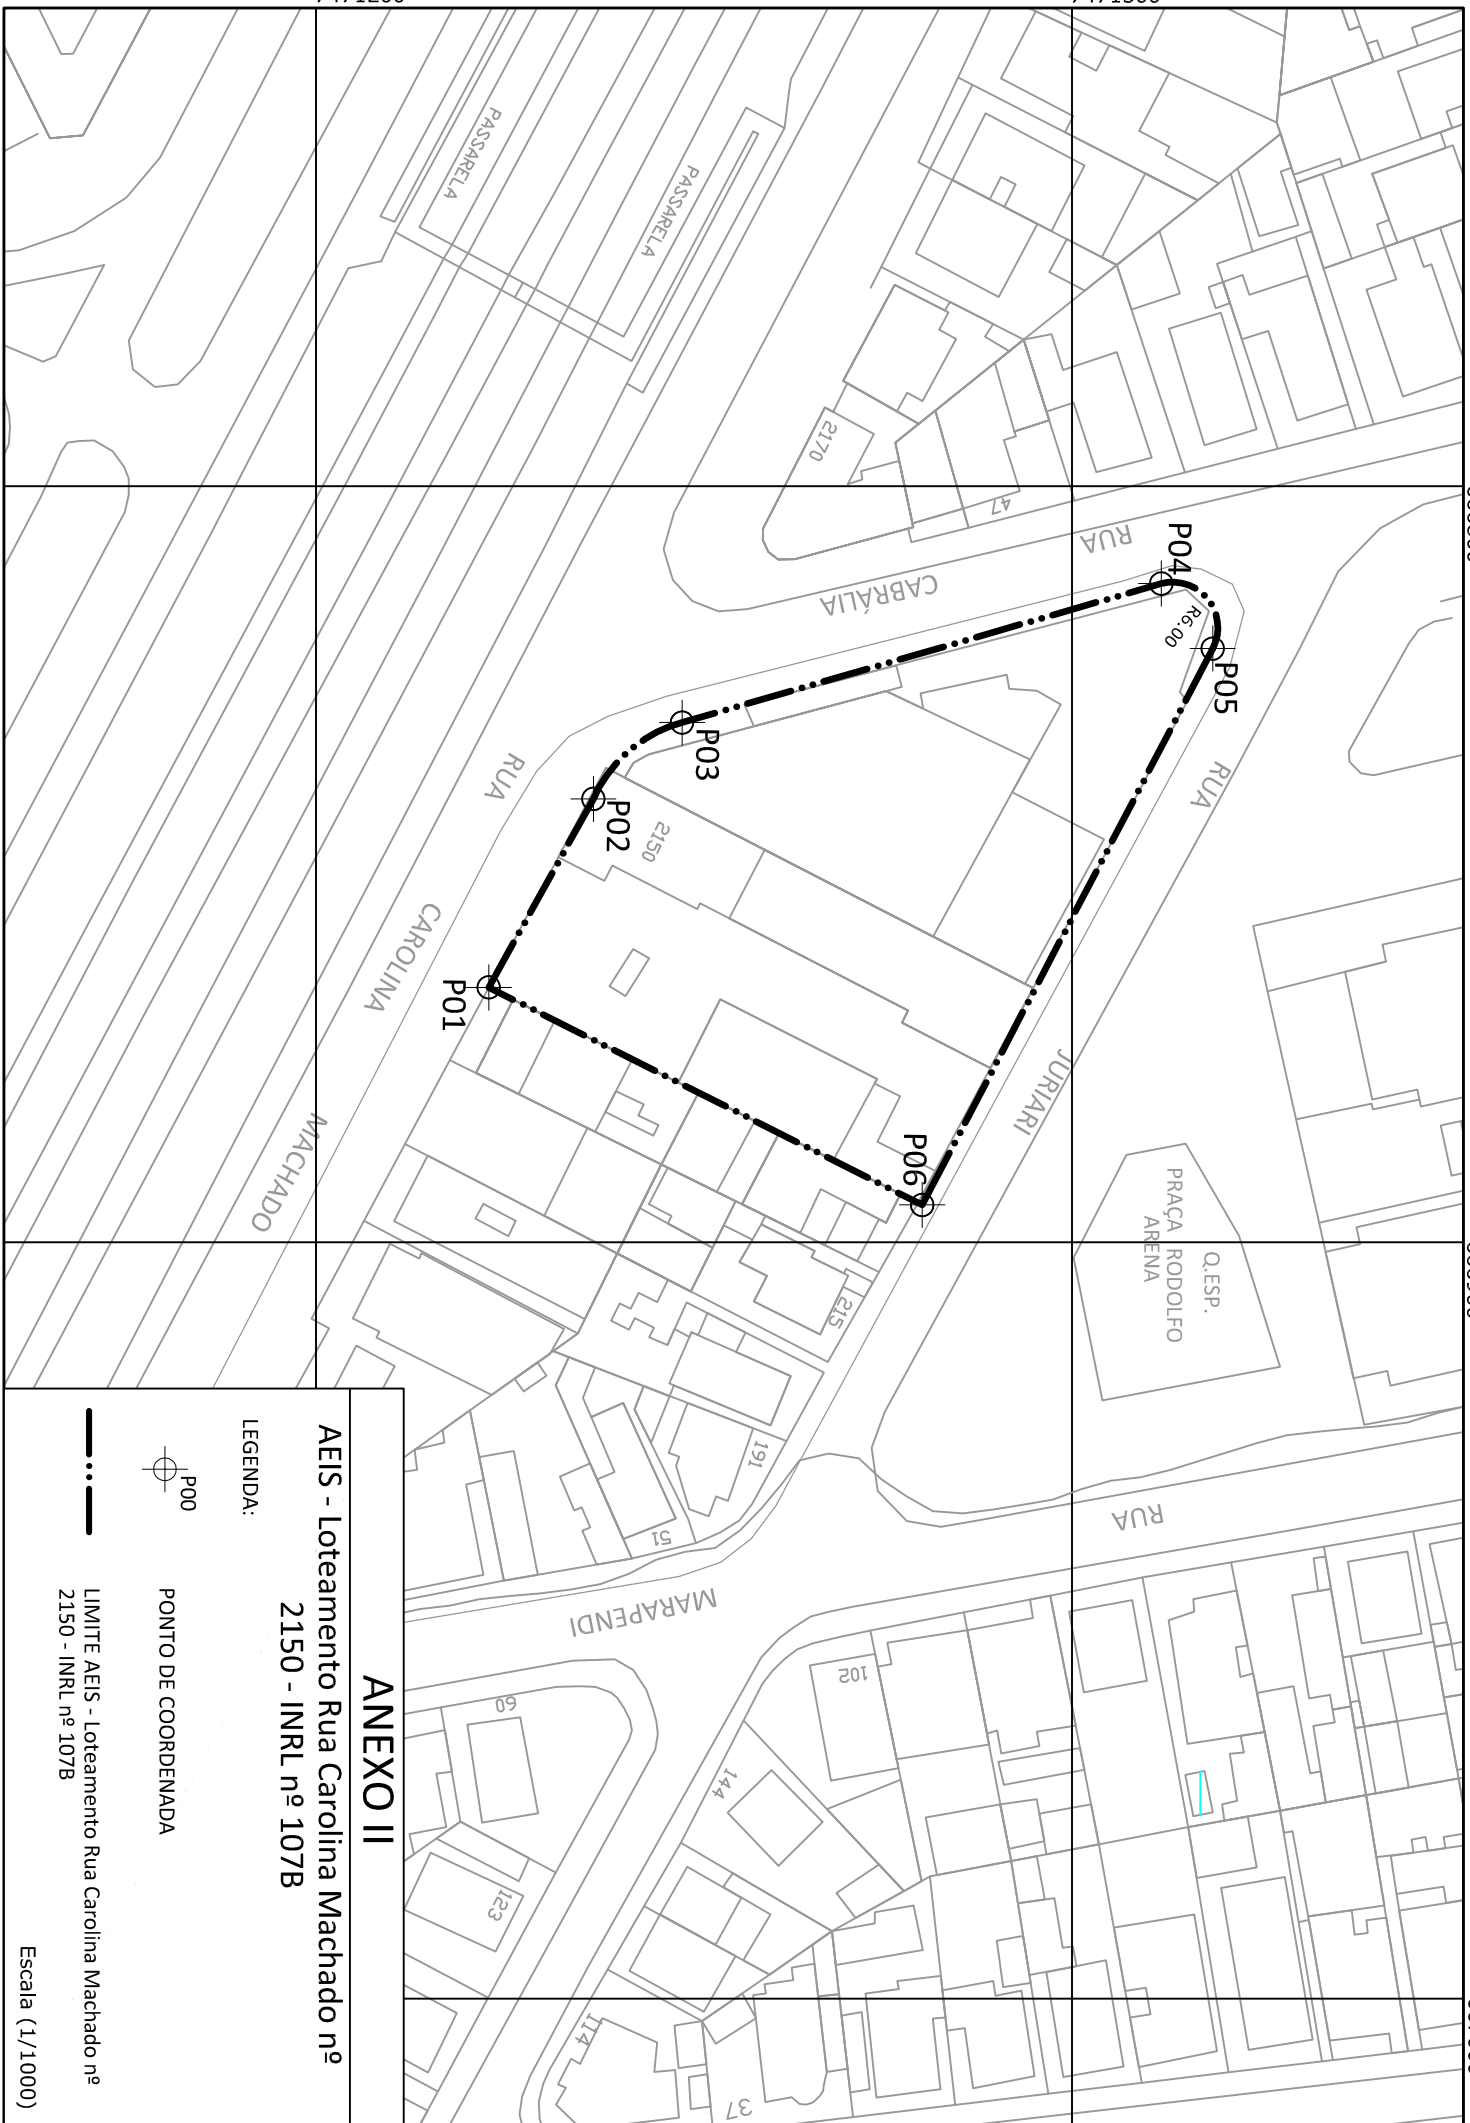 PASSARELA
PASSARELA
2170
47
RUA
CABRÁLIA
P04
R6.00
P05
P03
P02
RUA
RUA
2150
CAROLINA
P01
JURIARI
MACHADO
P06
Q.ESP.
PRAÇA RODOLFO
ARENA
215
191
51
RUA
MARAPENDI
102
60
144
123
114
37
ANEXO II
AEIS - Loteamento Rua Carolina Machado nº
2150 - INRL nº 107B
LEGENDA:
P00
PONTO DE COORDENADA
LIMITE AEIS - Loteamento Rua Carolina Machado nº
2150 - INRL nº 107B
Escala (1/1000)